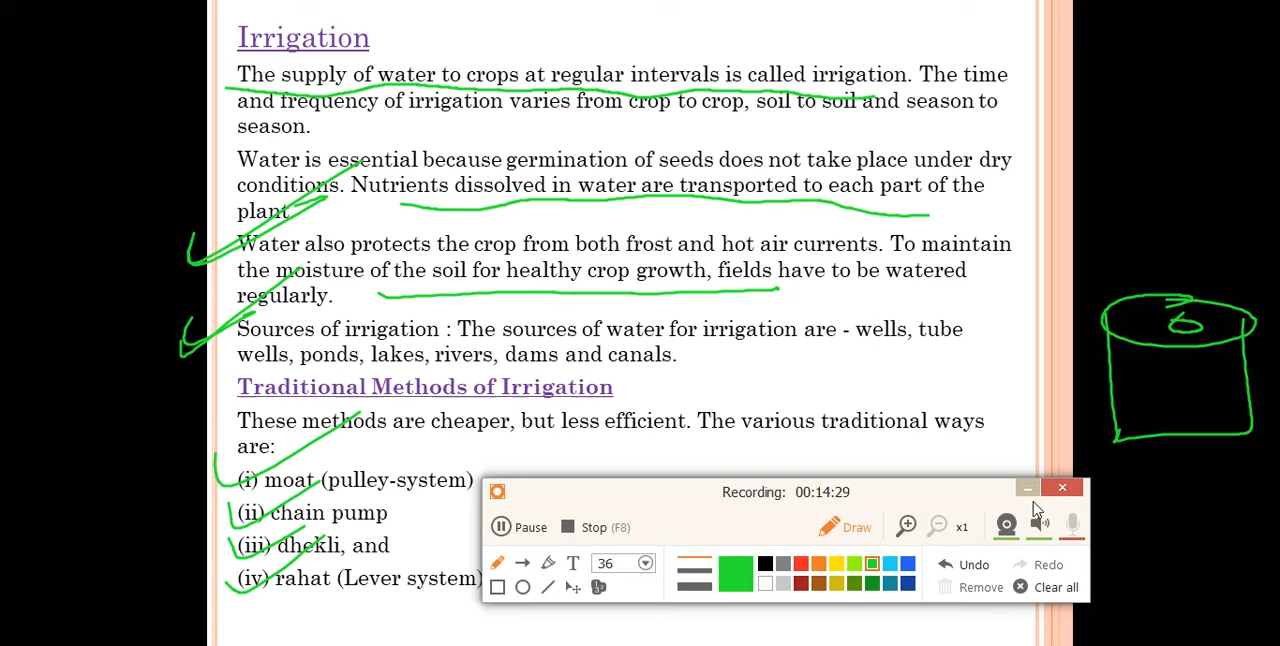 Irrigation
The supply of water to crops at regular intervals is called irrigation. The time
and frequency of irrigation varies from crop to crop, soil to soil and season to
season.
Water is essential because germination of seeds does not take place under dry
conditions. Nutrients dissolved in water are transported to each part of the
plant
Water also protects the crop from both frost and hot air currents. To maintain
the moisture of the soil for healthy crop growth, fields have to be watered
regularly.
Sources of irrigation : The sources of water for irrigation are - wells, tube
wells, ponds, lakes, rivers, dams and canals.
Traditional Methods of Irrigation
These methods are cheaper, but less efficient. The various traditional ways
are:
(i) moat (pulley-system)
(ii) chain pump
(iii) dhekli, and
(iv) rahat (Lever system)
Recording: 00:14:29
Pause Stop (F8) Draw x1
T 36 Undo Redo
Remove Clear all